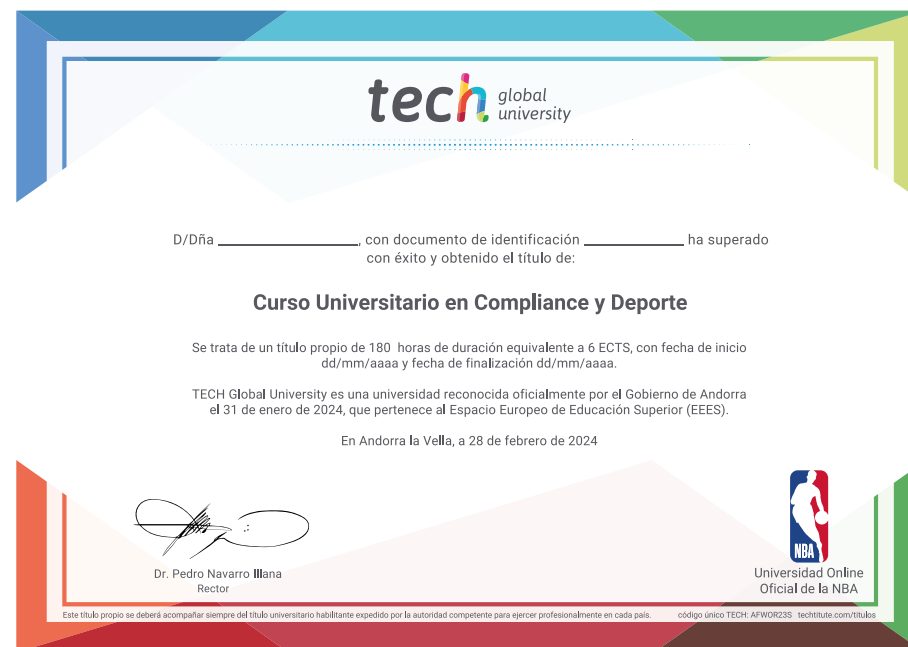 tech global university
D/Dña ____________, con documento de identificación ____________ ha superado
con éxito y obtenido el título de:
Curso Universitario en Compliance y Deporte
Se trata de un título propio de 180 horas de duración equivalente a 6 ECTS, con fecha de inicio
dd/mm/aaaa y fecha de finalización dd/mm/aaaa.
TECH Global University es una universidad reconocida oficialmente por el Gobierno de Andorra
el 31 de enero de 2024, que pertenece al Espacio Europeo de Educación Superior (EEES).
En Andorra la Vella, a 28 de febrero de 2024
Dr. Pedro Navarro Illana
Rector
NBA
Universidad Online
Oficial de la NBA
Este título propio se deberá acompañar siempre del título universitario habilitante expedido por la autoridad competente para ejercer profesionalmente en cada país.
código único TECH: AFWOR23S techtitute.com/titulos